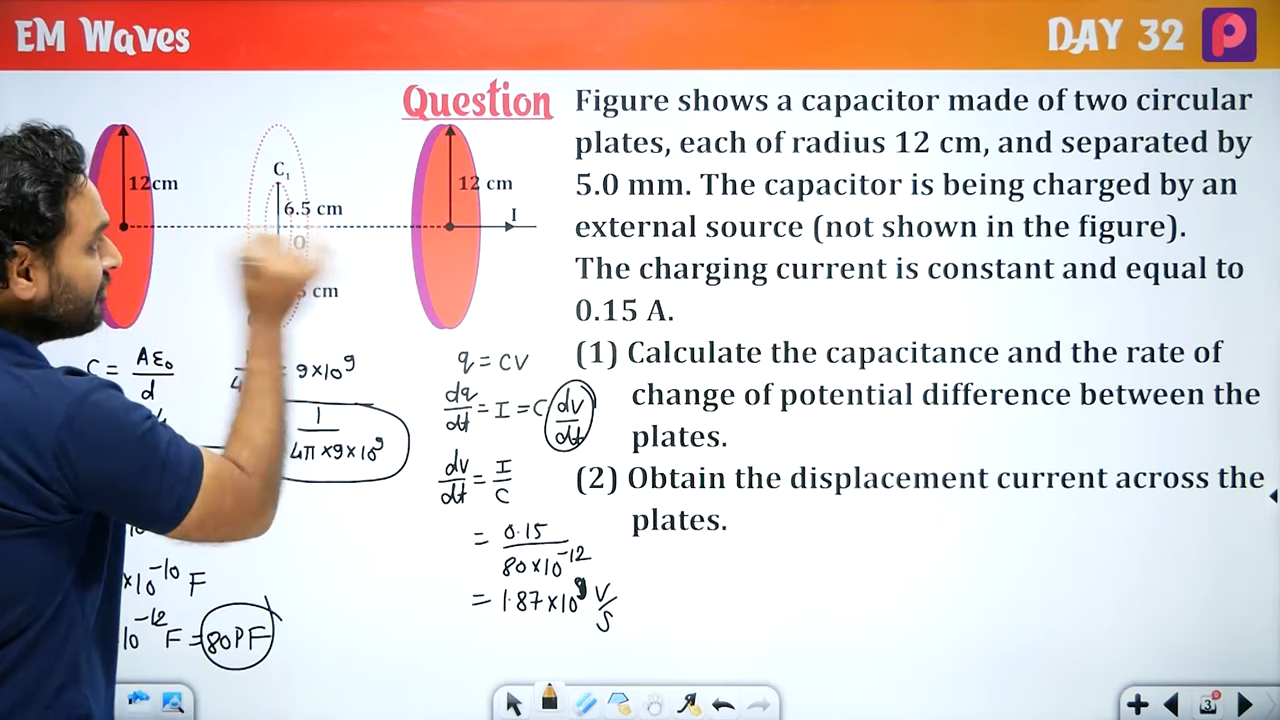 EM Waves
DAY 32
Question
Figure shows a capacitor made of two circular
plates, each of radius 12 cm, and separated by
5.0 mm. The capacitor is being charged by an
external source (not shown in the figure).
The charging current is constant and equal to
0.15 A.
(1) Calculate the capacitance and the rate of
change of potential difference between the
plates.
(2) Obtain the displacement current across the
plates.
12cm
C₁
6.5 cm
O
cm
12 cm
I
C = Aε₀/d
= 9×10⁹
1/(4π×9×10⁹)
×10⁻¹⁰ F
10⁻¹² F = 80PF
q = CV
dq/dt = I = C dv/dt
dv/dt = I/C
= 0.15/(80×10⁻¹²)
= 1.87×10⁹ V/S
3